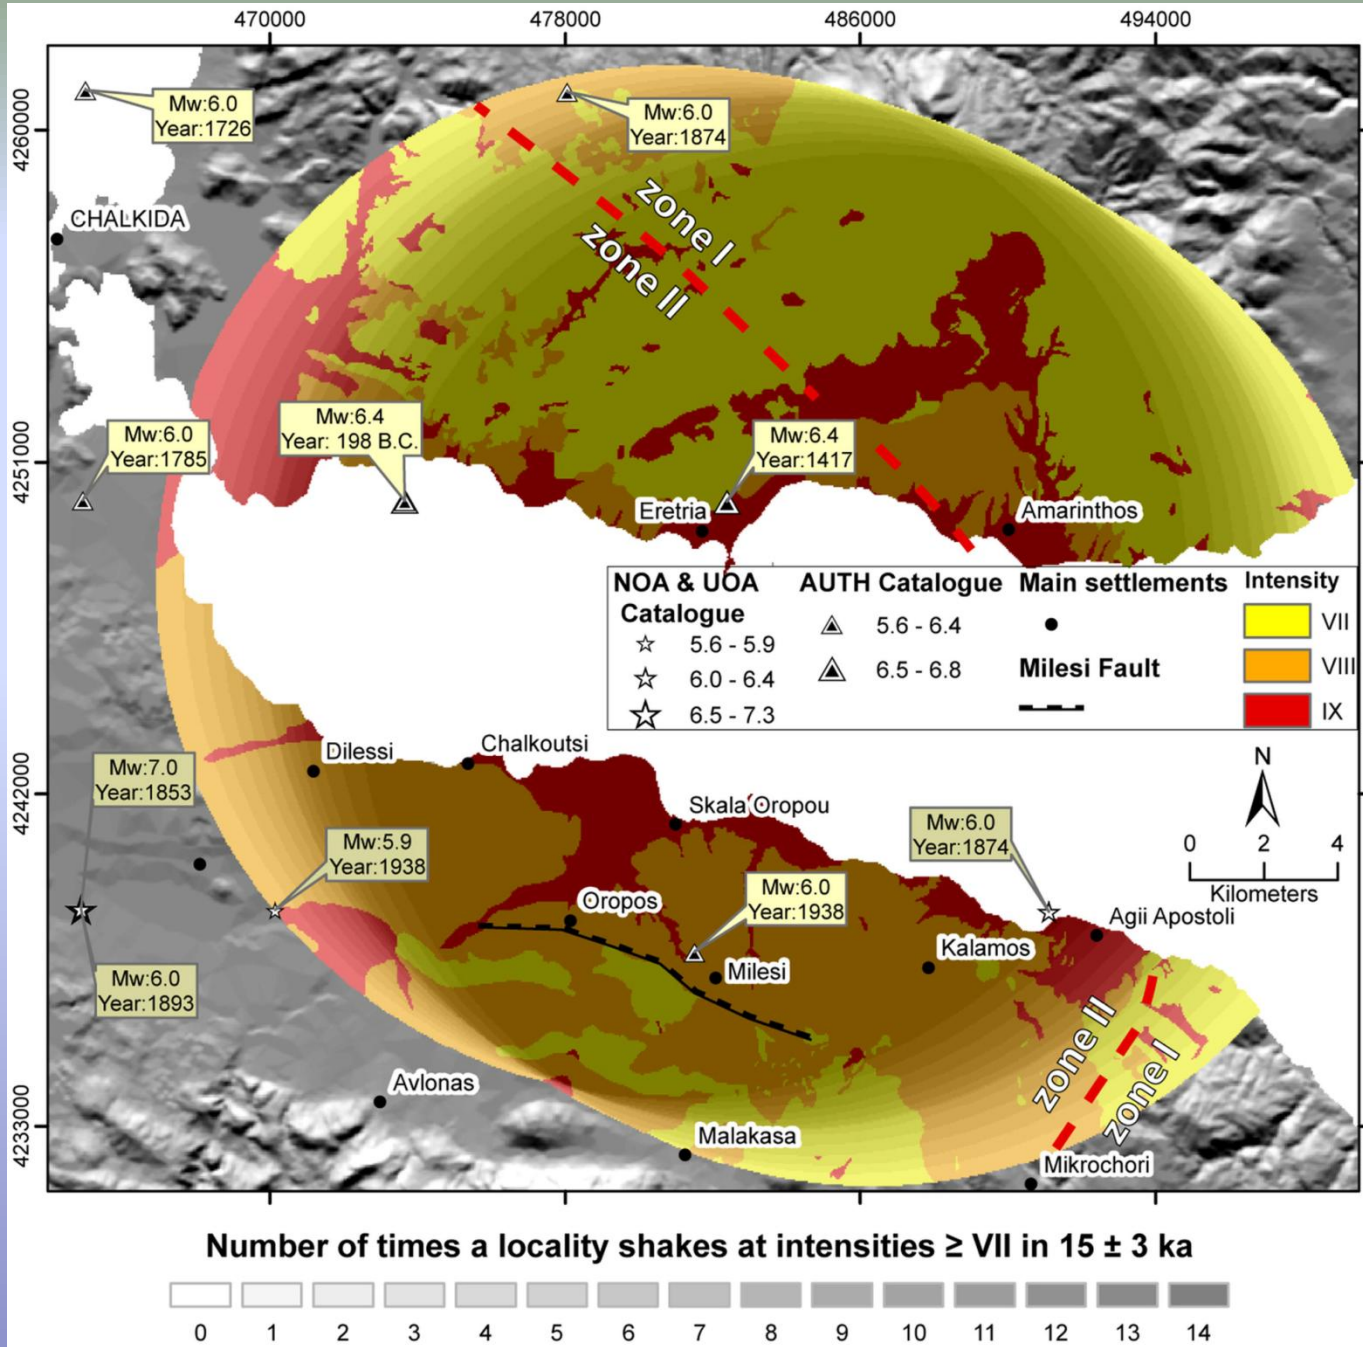 470000
478000
486000
494000
4260000
4251000
4242000
4233000
Mw:6.0
Year:1726
Mw:6.0
Year:1874
CHALKIDA
zone I
zone II
Mw:6.0
Year:1785
Mw:6.4
Year: 198 B.C.
Mw:6.4
Year:1417
Eretria
Amarinthos
NOA & UOA
Catalogue
5.6 - 5.9
6.0 - 6.4
6.5 - 7.3
AUTH Catalogue
5.6 - 6.4
6.5 - 6.8
Main settlements
Milesi Fault
Intensity
VII
VIII
IX
N
0 2 4
Kilometers
Dilessi
Chalkoutsi
Skala Oropou
Mw:7.0
Year:1853
Mw:5.9
Year:1938
Mw:6.0
Year:1874
Mw:6.0
Year:1938
Oropos
Milesi
Kalamos
Agii Apostoli
Mw:6.0
Year:1893
zone II
zone I
Avlonas
Malakasa
Mikrochori
Number of times a locality shakes at intensities ≥ VII in 15 ± 3 ka
0 1 2 3 4 5 6 7 8 9 10 11 12 13 14